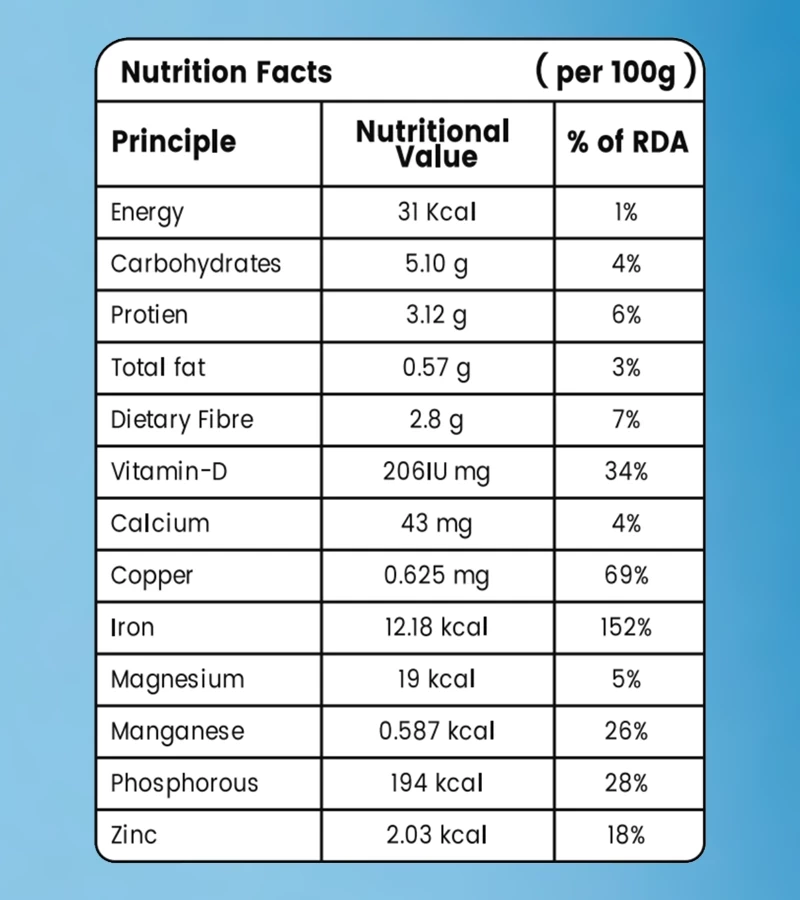 Nutrition Facts ( per 100g )
Principle Nutritional Value % of RDA
Energy 31 Kcal 1%
Carbohydrates 5.10 g 4%
Protien 3.12 g 6%
Total fat 0.57 g 3%
Dietary Fibre 2.8 g 7%
Vitamin-D 206IU mg 34%
Calcium 43 mg 4%
Copper 0.625 mg 69%
Iron 12.18 kcal 152%
Magnesium 19 kcal 5%
Manganese 0.587 kcal 26%
Phosphorous 194 kcal 28%
Zinc 2.03 kcal 18%